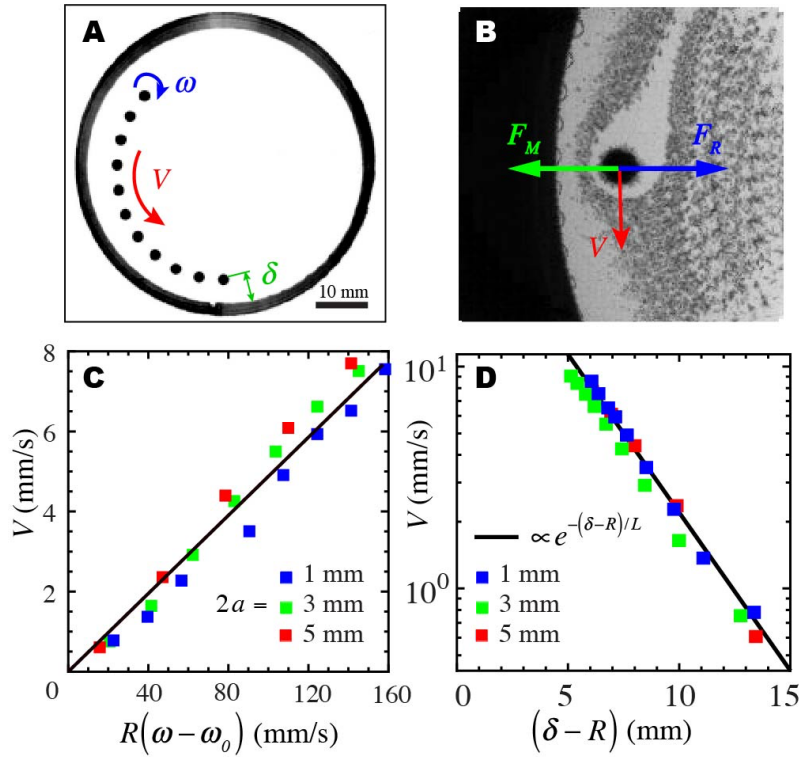 A
ω
V
δ
10 mm
B
F_M
F_R
V
C
8
6
4
2
0
V (mm/s)
1 mm
2a = 3 mm
5 mm
0 40 80 120 160
R(ω − ω₀) (mm/s)
D
10¹
10⁰
V (mm/s)
∝ e^{−(δ−R)/L}
1 mm
3 mm
5 mm
0 5 10 15
(δ − R) (mm)